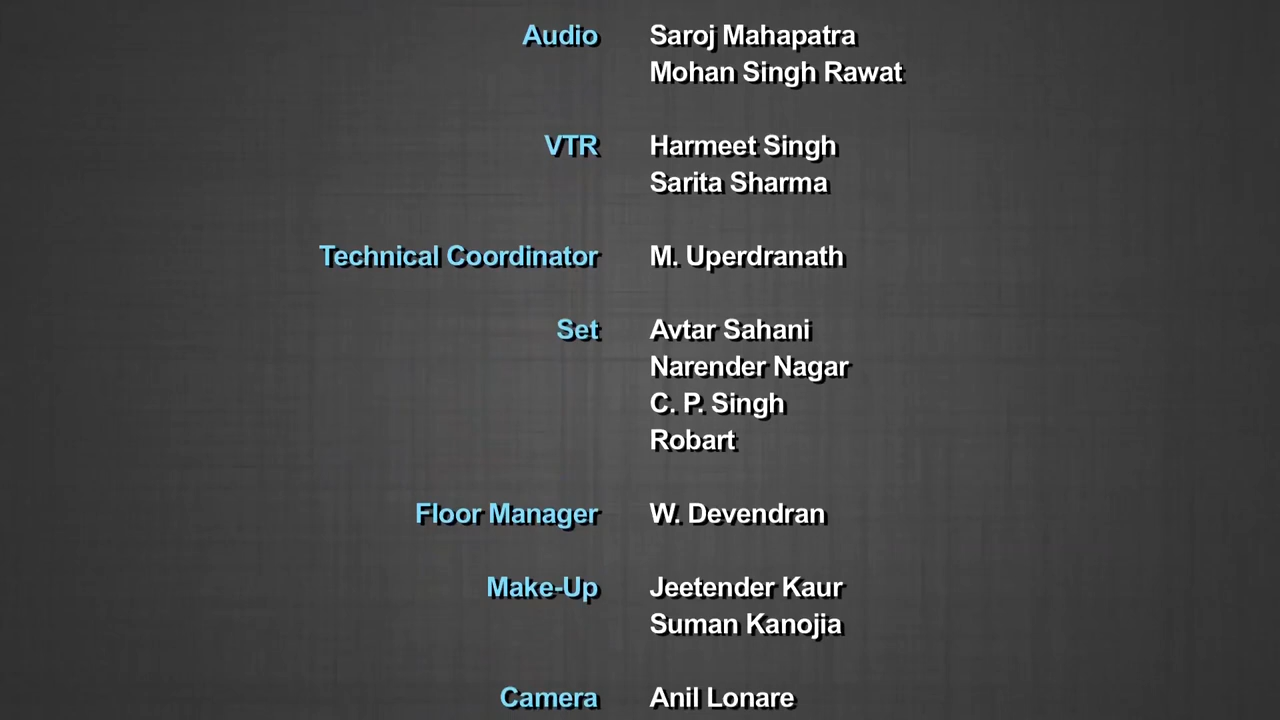 Audio Saroj Mahapatra
Mohan Singh Rawat
VTR Harmeet Singh
Sarita Sharma
Technical Coordinator M. Uperdranath
Set Avtar Sahani
Narender Nagar
C. P. Singh
Robart
Floor Manager W. Devendran
Make-Up Jeetender Kaur
Suman Kanojia
Camera Anil Lonare